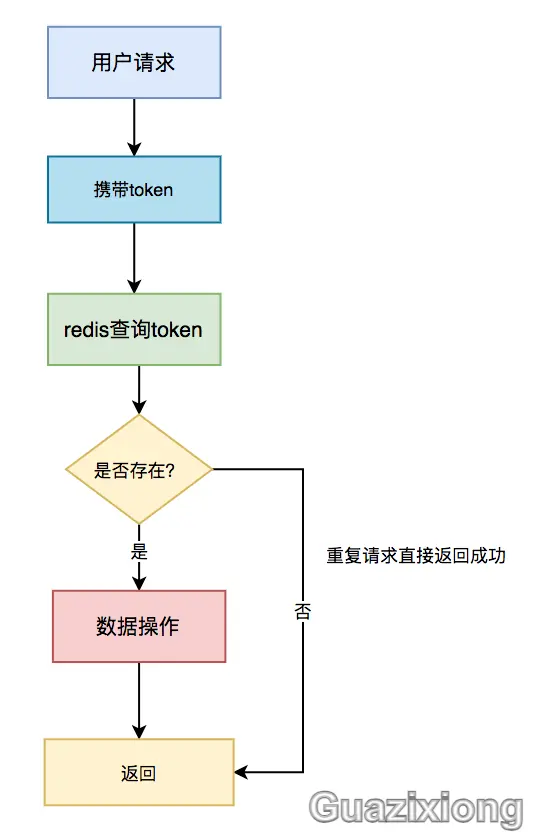 用户请求
携带token
redis查询token
是否存在?
是
重复请求直接返回成功
否
数据操作
返回
Guazixiong